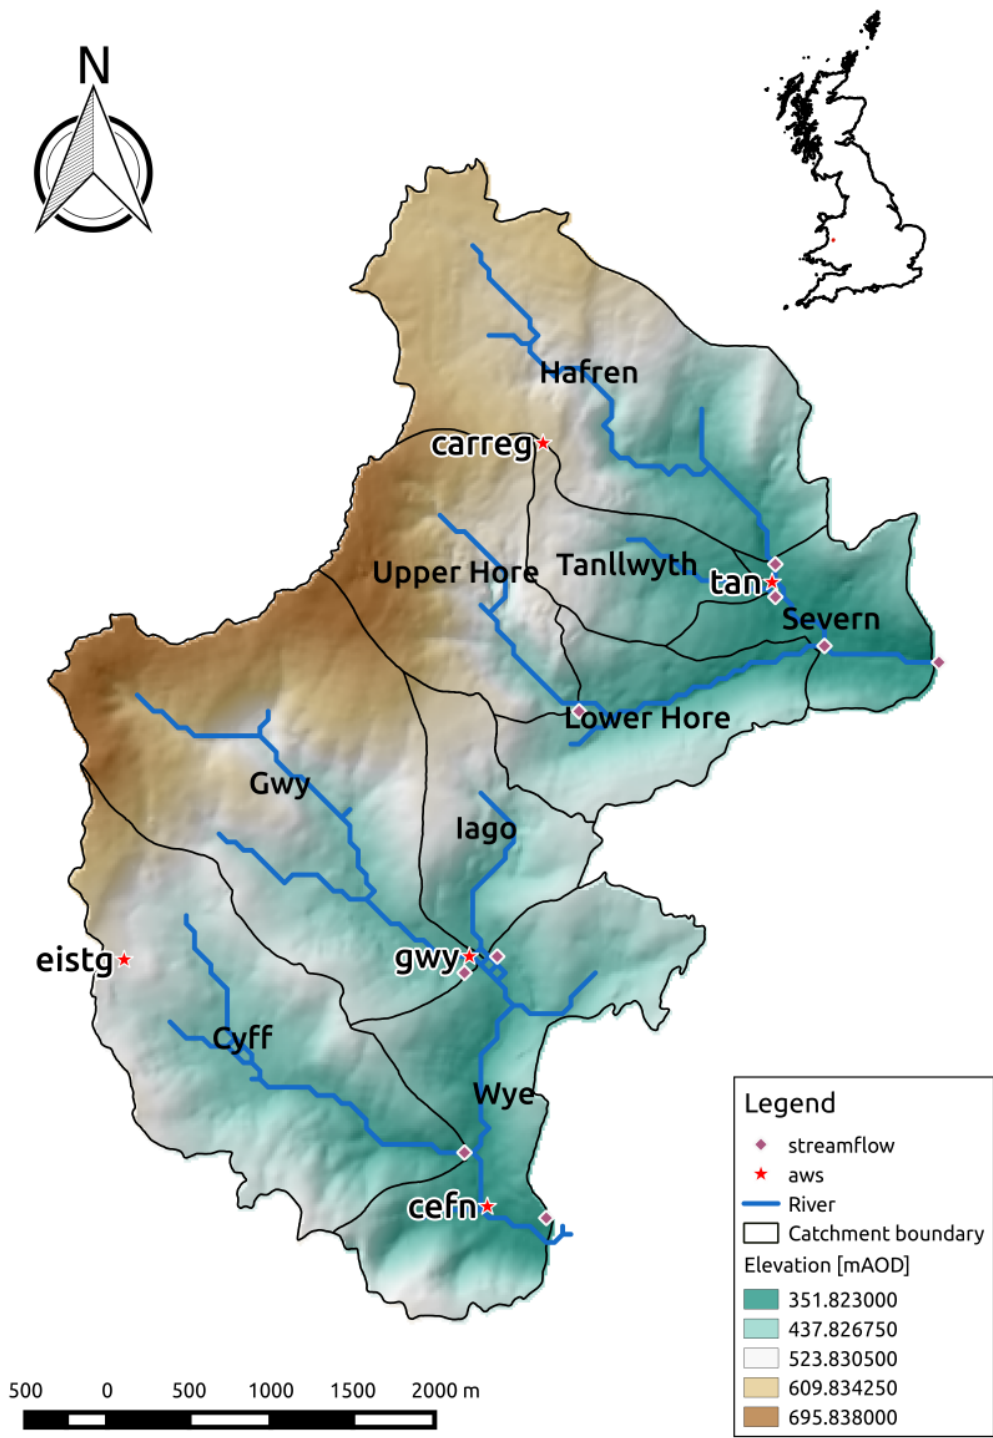 N
Hafren
carreg
Upper Hore
Tanllwyth
tan
Severn
Lower Hore
Gwy
Iago
eistg
gwy
Cyff
Wye
cefn
Legend
streamflow
aws
River
Catchment boundary
Elevation [mAOD]
351.823000
437.826750
523.830500
609.834250
695.838000
500 0 500 1000 1500 2000 m